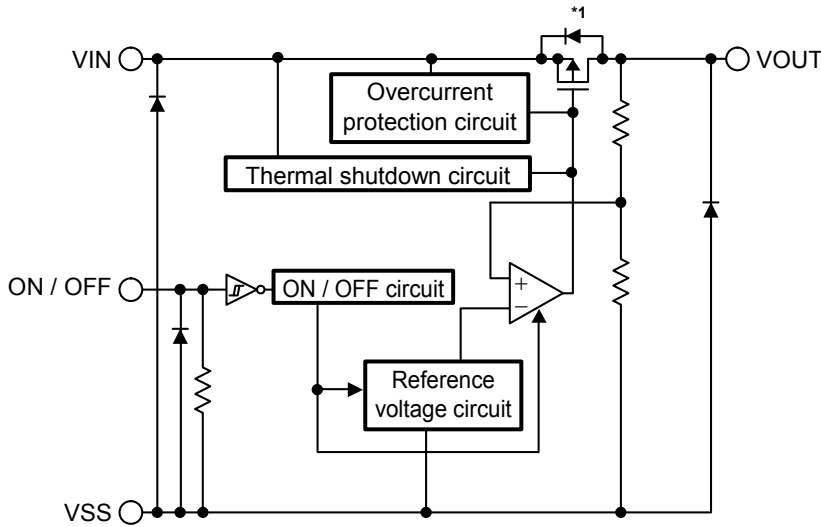 *1
VIN
VOUT
Overcurrent
protection circuit
Thermal shutdown circuit
ON / OFF
ON / OFF circuit
+
−
Reference
voltage circuit
VSS